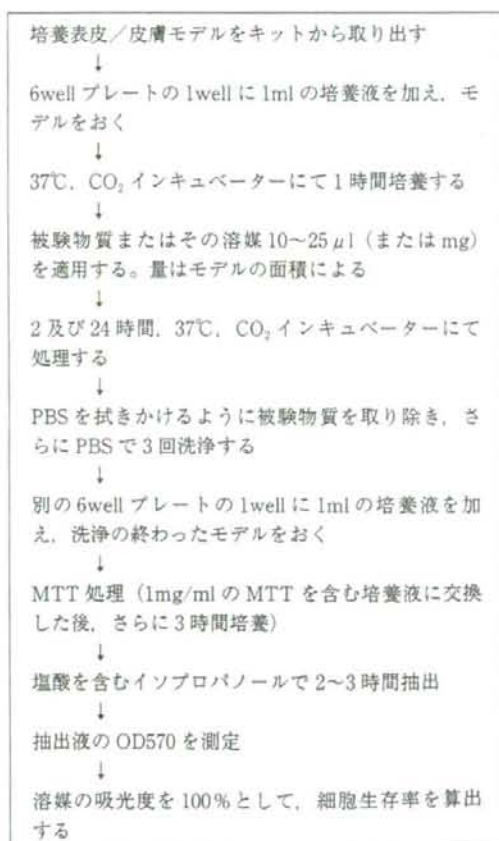 培養表皮／皮膚モデルをキットから取り出す
↓
6well プレートの 1well に 1ml の培養液を加え，モ
デルをおく
↓
37℃，CO₂ インキュベーターにて 1 時間培養する
↓
被験物質またはその溶媒 10～25μl（または mg）
を適用する。量はモデルの面積による
↓
2 及び 24 時間，37℃，CO₂ インキュベーターにて
処理する
↓
PBS を拭きかけるように被験物質を取り除き，さ
らに PBS で 3 回洗浄する
↓
別の 6well プレートの 1well に 1ml の培養液を加
え，洗浄の終わったモデルをおく
↓
MTT 処理（1mg/ml の MTT を含む培養液に交換
した後，さらに 3 時間培養）
↓
塩酸を含むイソプロパノールで 2～3 時間抽出
↓
抽出液の OD570 を測定
↓
溶媒の吸光度を 100％として，細胞生存率を算出
する